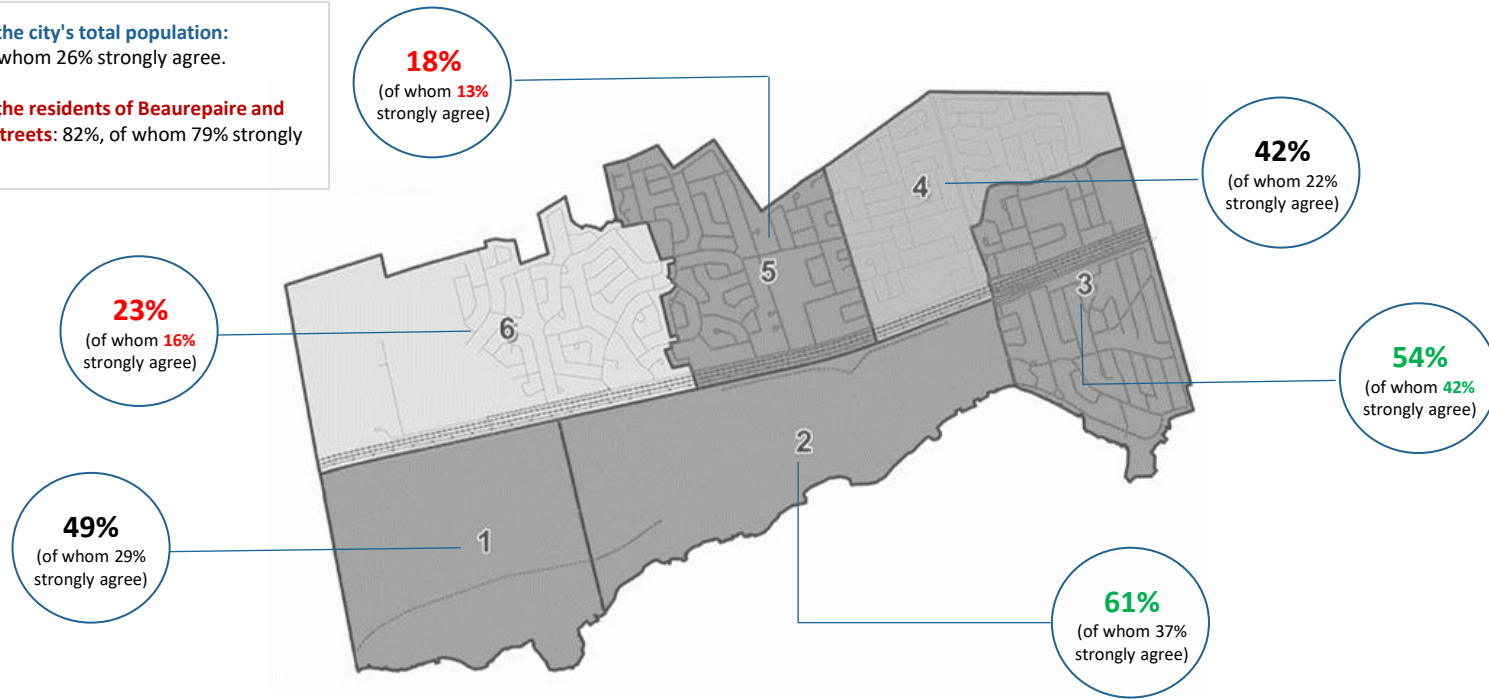 the city's total population:
whom 26% strongly agree.
the residents of Beaurepaire and
treets: 82%, of whom 79% strongly
18%
(of whom 13%
strongly agree)
42%
(of whom 22%
strongly agree)
4
5
3
23%
(of whom 16%
strongly agree)
6
54%
(of whom 42%
strongly agree)
2
49%
(of whom 29%
strongly agree)
1
61%
(of whom 37%
strongly agree)